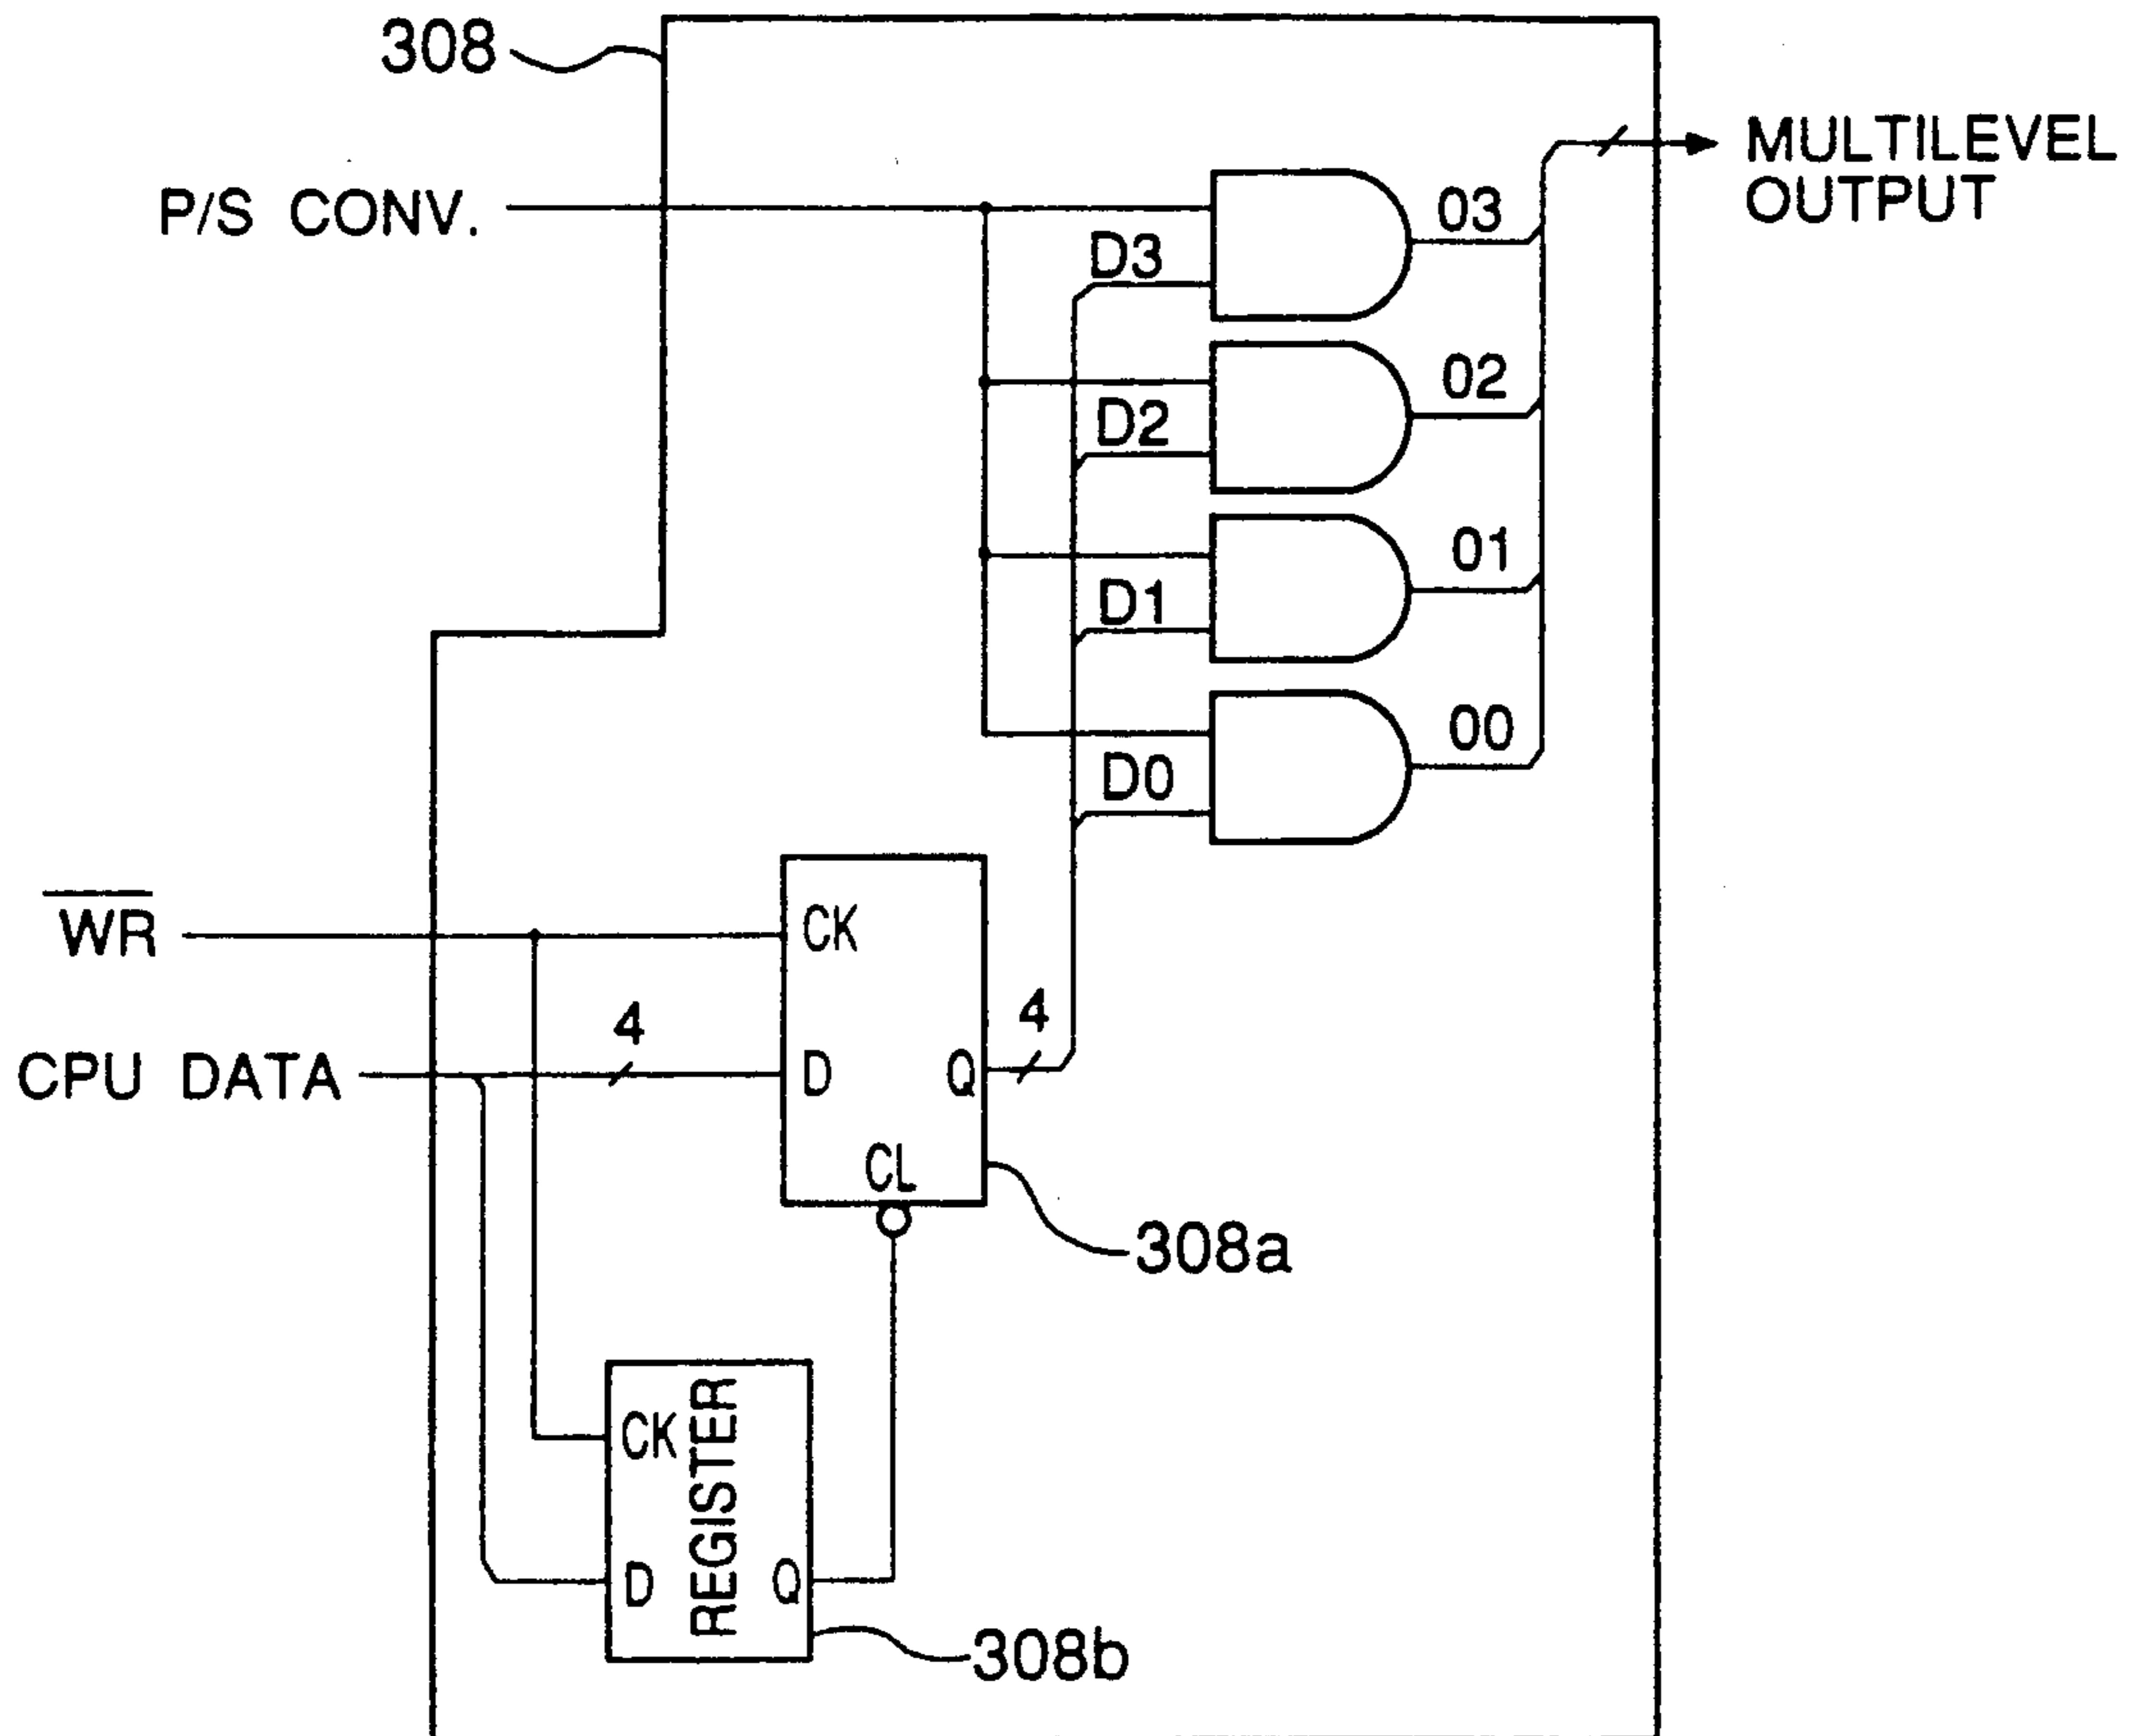 308
MULTILEVEL
OUTPUT
P/S CONV.
03
D3
02
D2
01
D1
00
D0
WR
CK
4
4
CPU DATA
D
Q
CL
308a
CK
REGISTER
D
Q
308b